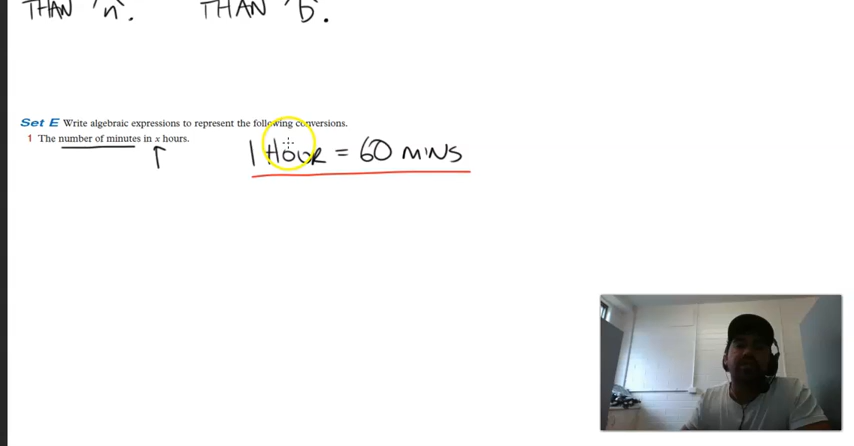 THAN 'n'. THAN 'b'.
Set E Write algebraic expressions to represent the following conversions.
1 The number of minutes in x hours.
1 HOUR = 60 MINS